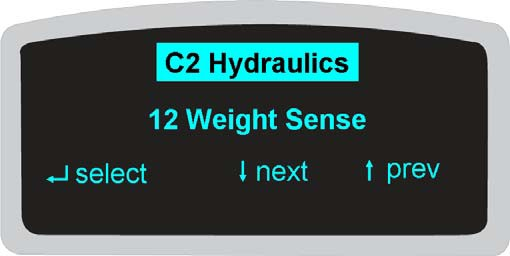 C2 Hydraulics
12 Weight Sense
↵ select ↓ next ↑ prev